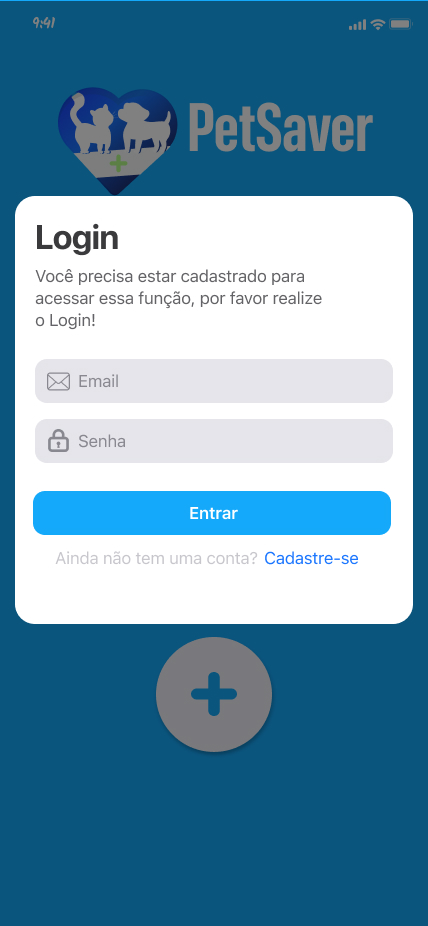 9:41
PetSaver
Login
Você precisa estar cadastrado para
acessar essa função, por favor realize
o Login!
Email
Senha
Entrar
Ainda não tem uma conta? Cadastre-se